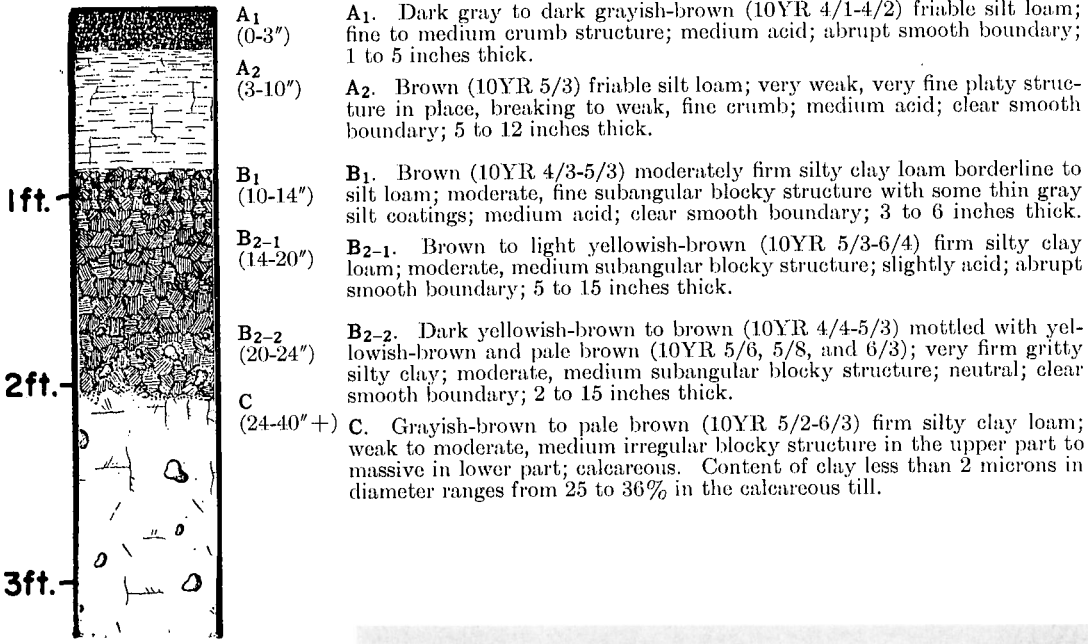 A1
(0-3″)
A1. Dark gray to dark grayish-brown (10YR 4/1-4/2) friable silt loam;
fine to medium crumb structure; medium acid; abrupt smooth boundary;
1 to 5 inches thick.
A2
(3-10″)
A2. Brown (10YR 5/3) friable silt loam; very weak, very fine platy struc-
ture in place, breaking to weak, fine crumb; medium acid; clear smooth
boundary; 5 to 12 inches thick.
1ft.
B1
(10-14″)
B1. Brown (10YR 4/3-5/3) moderately firm silty clay loam borderline to
silt loam; moderate, fine subangular blocky structure with some thin gray
silt coatings; medium acid; clear smooth boundary; 3 to 6 inches thick.
B2-1
(14-20″)
B2-1. Brown to light yellowish-brown (10YR 5/3-6/4) firm silty clay
loam; moderate, medium subangular blocky structure; slightly acid; abrupt
smooth boundary; 5 to 15 inches thick.
B2-2
(20-24″)
B2-2. Dark yellowish-brown to brown (10YR 4/4-5/3) mottled with yel-
lowish-brown and pale brown (10YR 5/6, 5/8, and 6/3); very firm gritty
silty clay; moderate, medium subangular blocky structure; neutral; clear
smooth boundary; 2 to 15 inches thick.
2ft.
C
(24-40″+)
C. Grayish-brown to pale brown (10YR 5/2-6/3) firm silty clay loam;
weak to moderate, medium irregular blocky structure in the upper part to
massive in lower part; calcareous. Content of clay less than 2 microns in
diameter ranges from 25 to 36% in the calcareous till.
3ft.